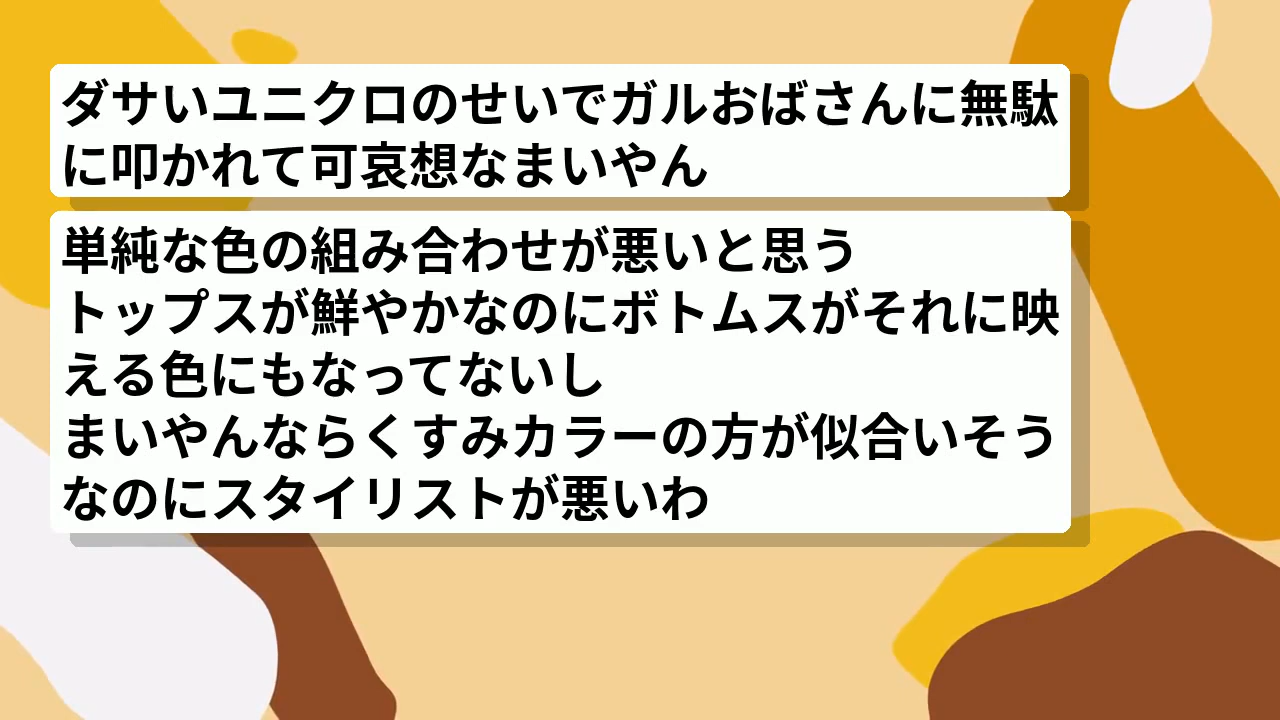 ダサいユニクロのせいでガルおばさんに無駄
に叩かれて可哀想なまいやん
単純な色の組み合わせが悪いと思う
トップスが鮮やかなのにボトムスがそれに映
える色にもなってないし
まいやんならくすみカラーの方が似合いそう
なのにスタイリストが悪いわ